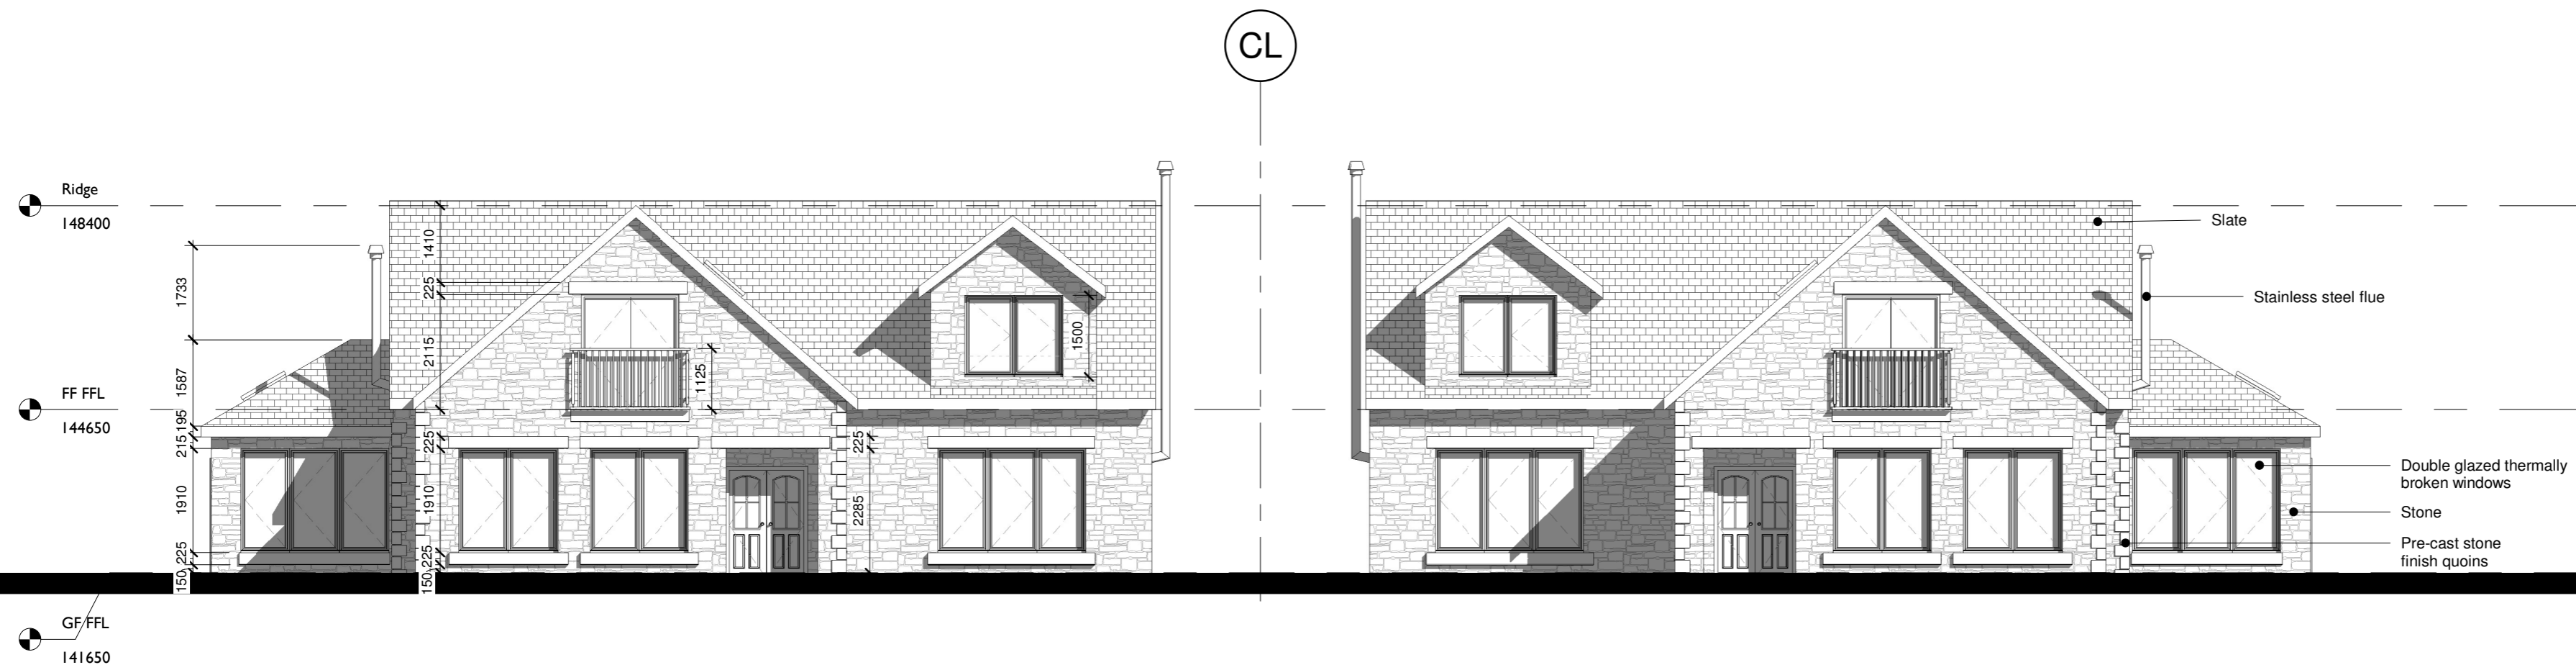 CL
Ridge
148400
FF FFL
144650
GF FFL
141650
1733
1587
195
215
1910
225
150
1410
225
2115
225
1910
225
150
1125
225
2285
1500
Slate
Stainless steel flue
Double glazed thermally
broken windows
Stone
Pre-cast stone
finish quoins